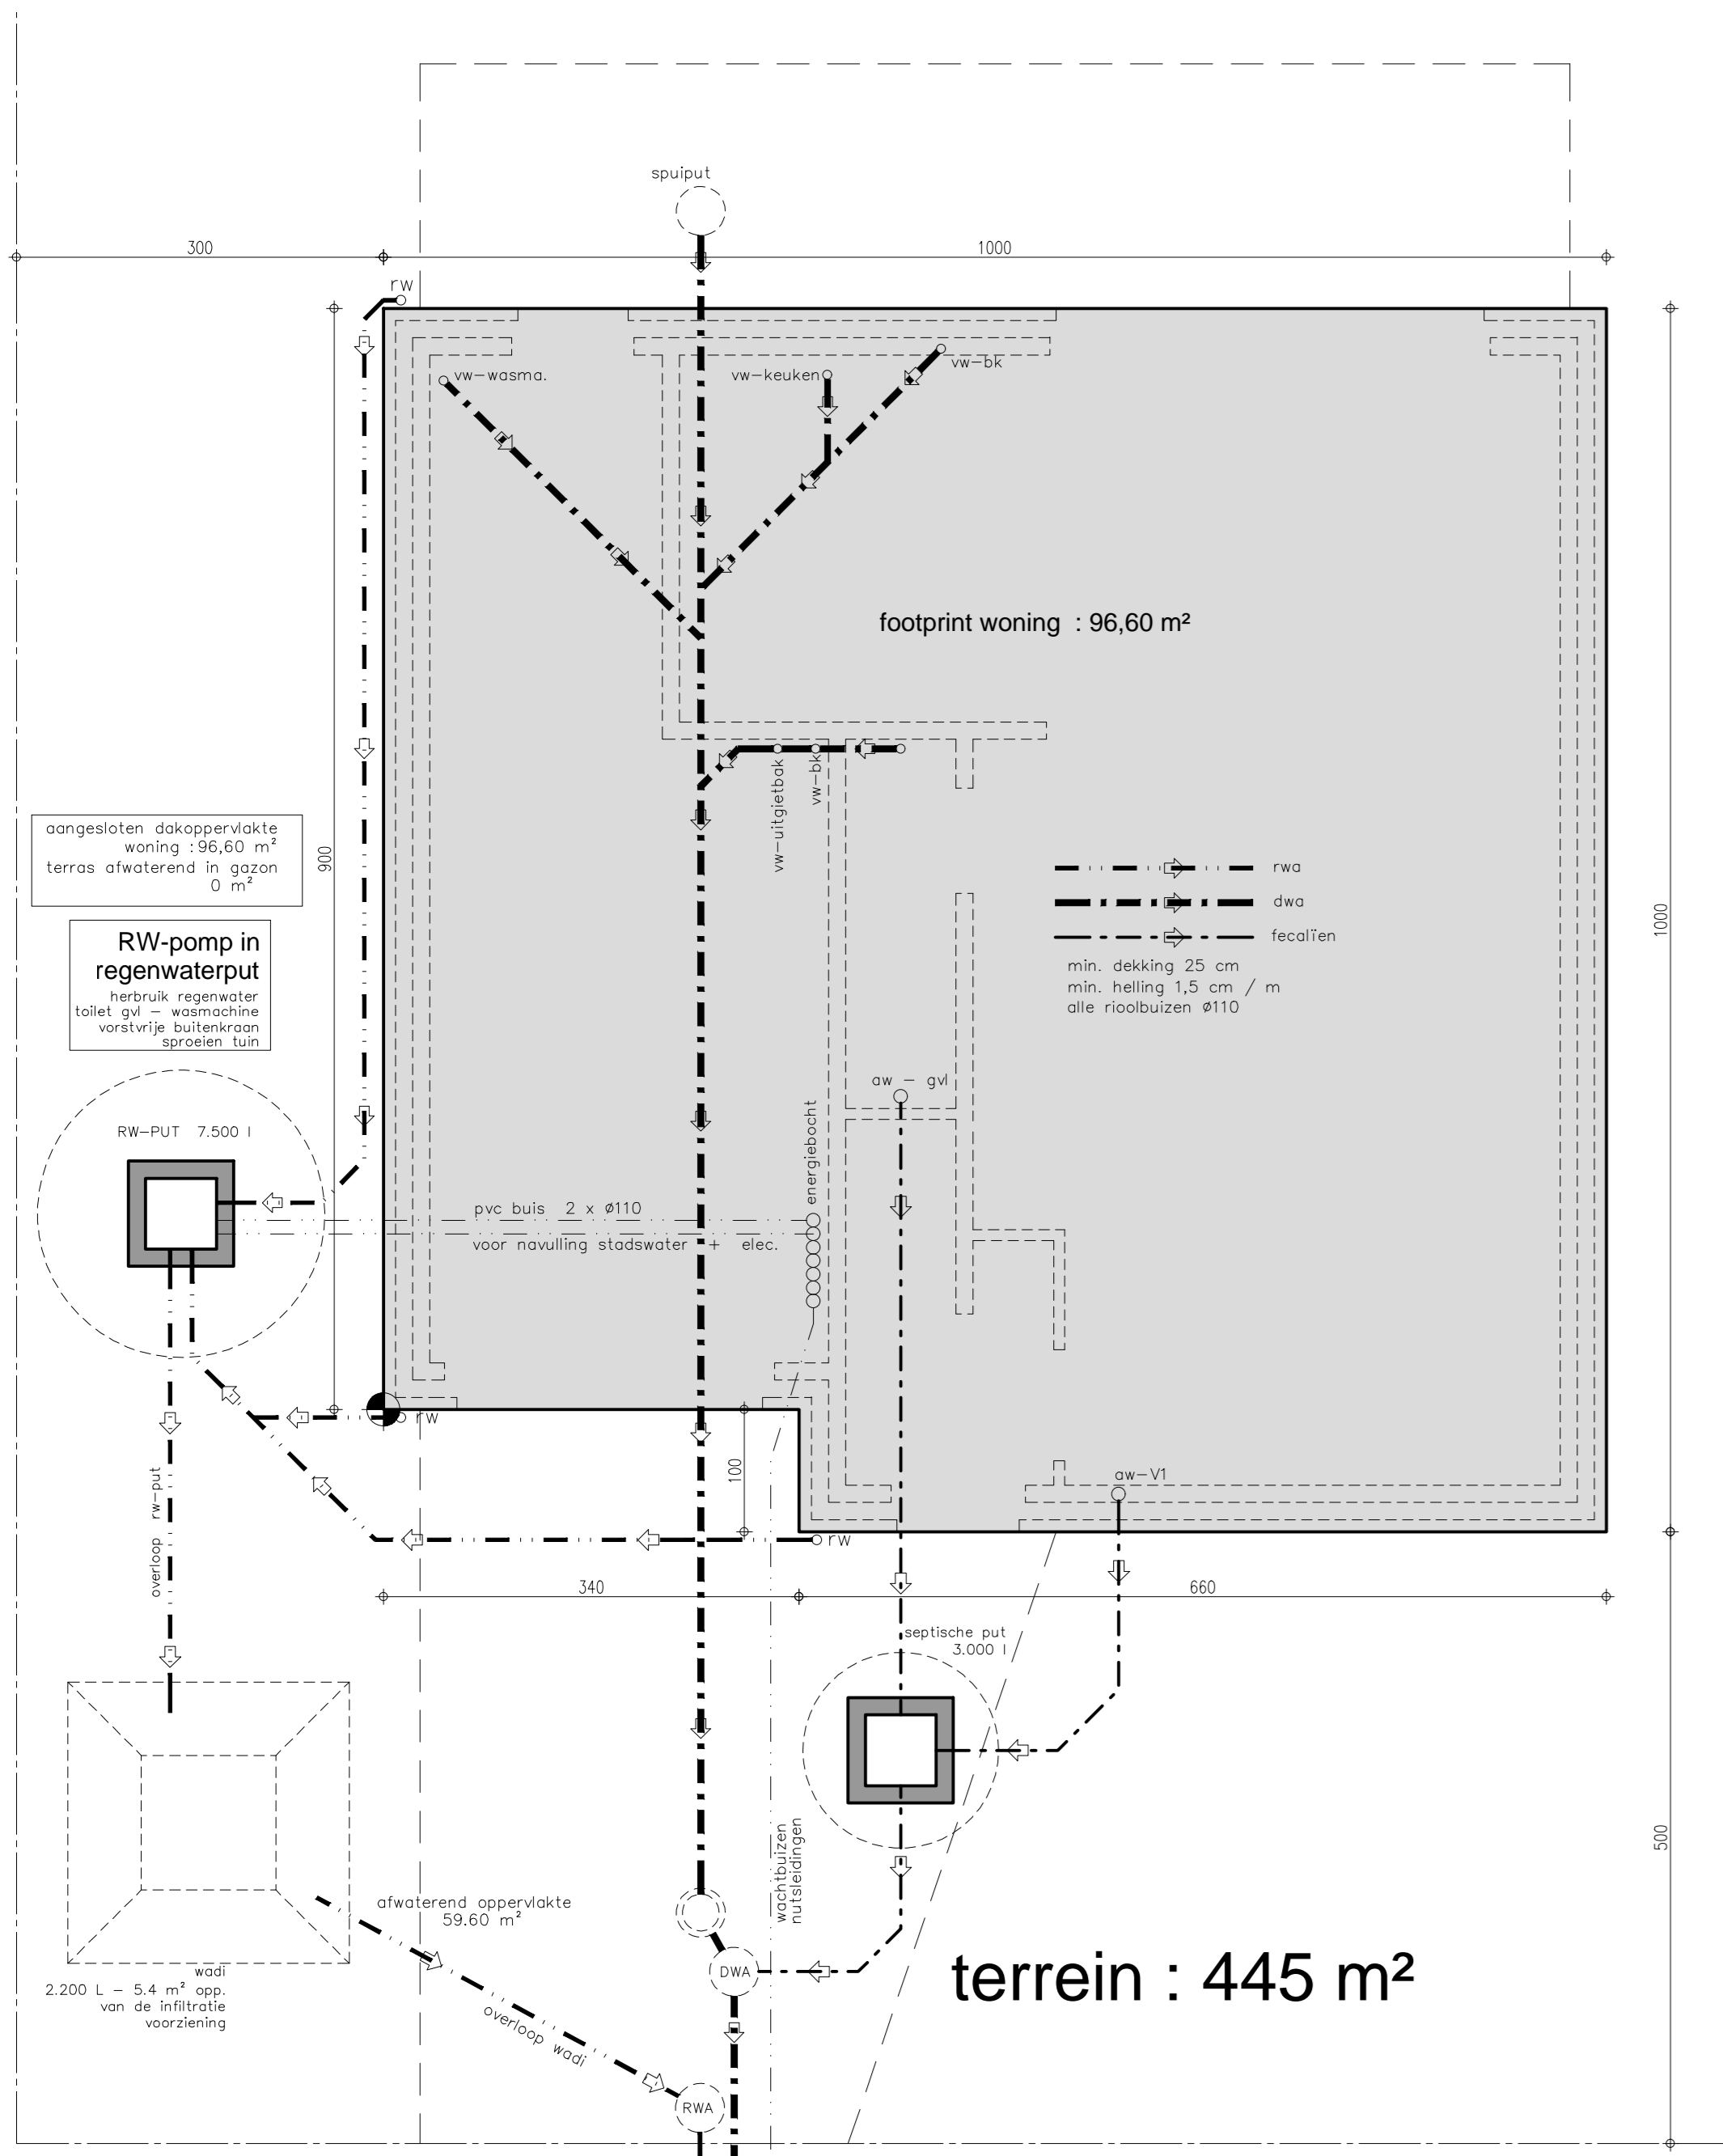 spuiput
300
1000
rw
vw-wasma.
vw-keuken
vw-bk
footprint woning : 96,60 m²
vw-uitgietbak
vw-bk
aangesloten dakoppervlakte
woning :96,60 m²
terras afwaterend in gazon
0 m²
900
rwa
dwa
fecalïen
min. dekking 25 cm
min. helling 1,5 cm / m
alle rioolbuizen ø110
1000
RW-pomp in
regenwaterput
herbruik regenwater
toilet gvl – wasmachine
vorstvrije buitenkraan
sproeien tuin
aw – gvl
energiebocht
RW-PUT 7.500 l
pvc buis 2 x ø110
voor navulling stadswater + elec.
rw
100
aw-V1
overloop rw-put
rw
340
660
septische put
3.000 l
wachtbuizen
nutsleidingen
500
afwaterend oppervlakte
59.60 m²
DWA
terrein : 445 m²
wadi
2.200 L – 5.4 m² opp.
van de infiltratie
voorziening
overloop wadi
RWA